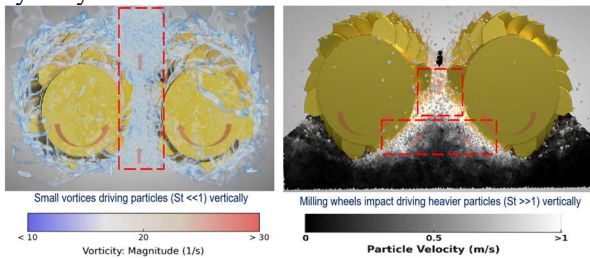 Small vortices driving particles (St <<1) vertically
Milling wheels impact driving heavier particles (St >>1) vertically
< 10
20
> 30
Vorticity: Magnitude (1/s)
0
0.5
>1
Particle Velocity (m/s)